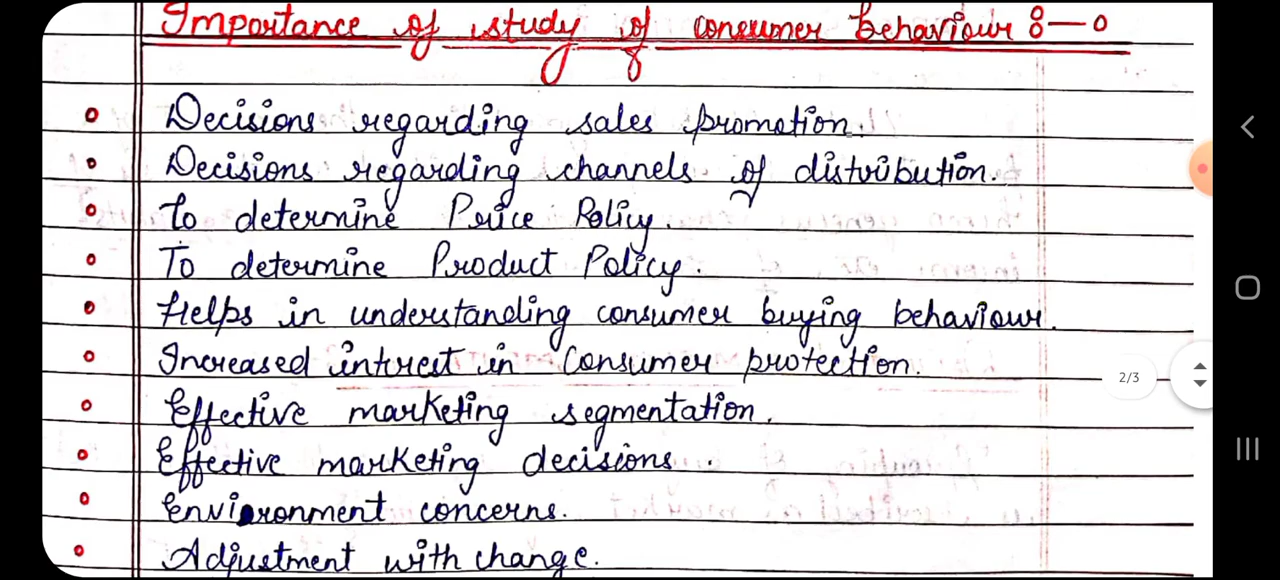 Importance of study of consumer behaviour :-
Decisions regarding sales promotion.
Decisions regarding channels of distribution.
To determine Price Policy.
To determine Product Policy.
Helps in understanding consumer buying behaviour.
Increased interest in consumer protection.
2/3
Effective marketing segmentation.
Effective marketing decisions.
Environment concerns.
Adjustment with change.